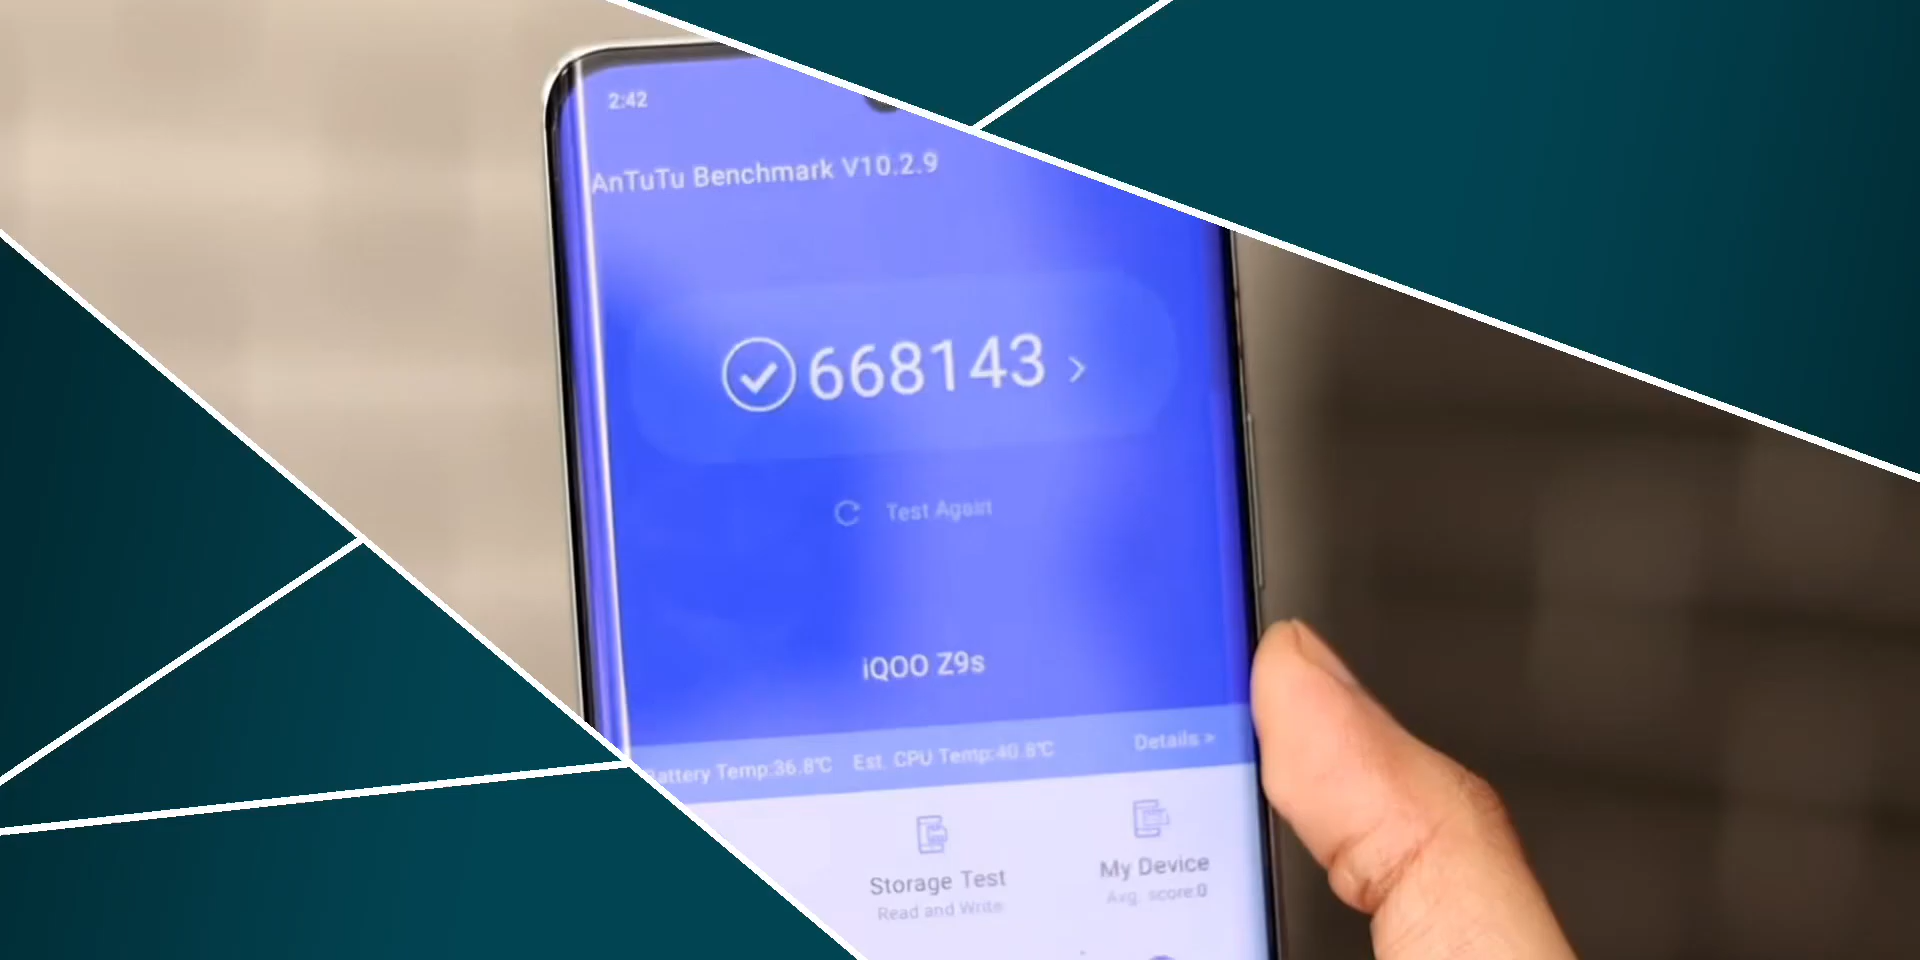 2:42
AnTuTu Benchmark V10.2.9
668143 >
Test Again
iQOO Z9s
attery Temp:36.8℃ Est. CPU Temp:40.8℃ Details >
Storage Test
Read and Write
My Device
Avg. score:0